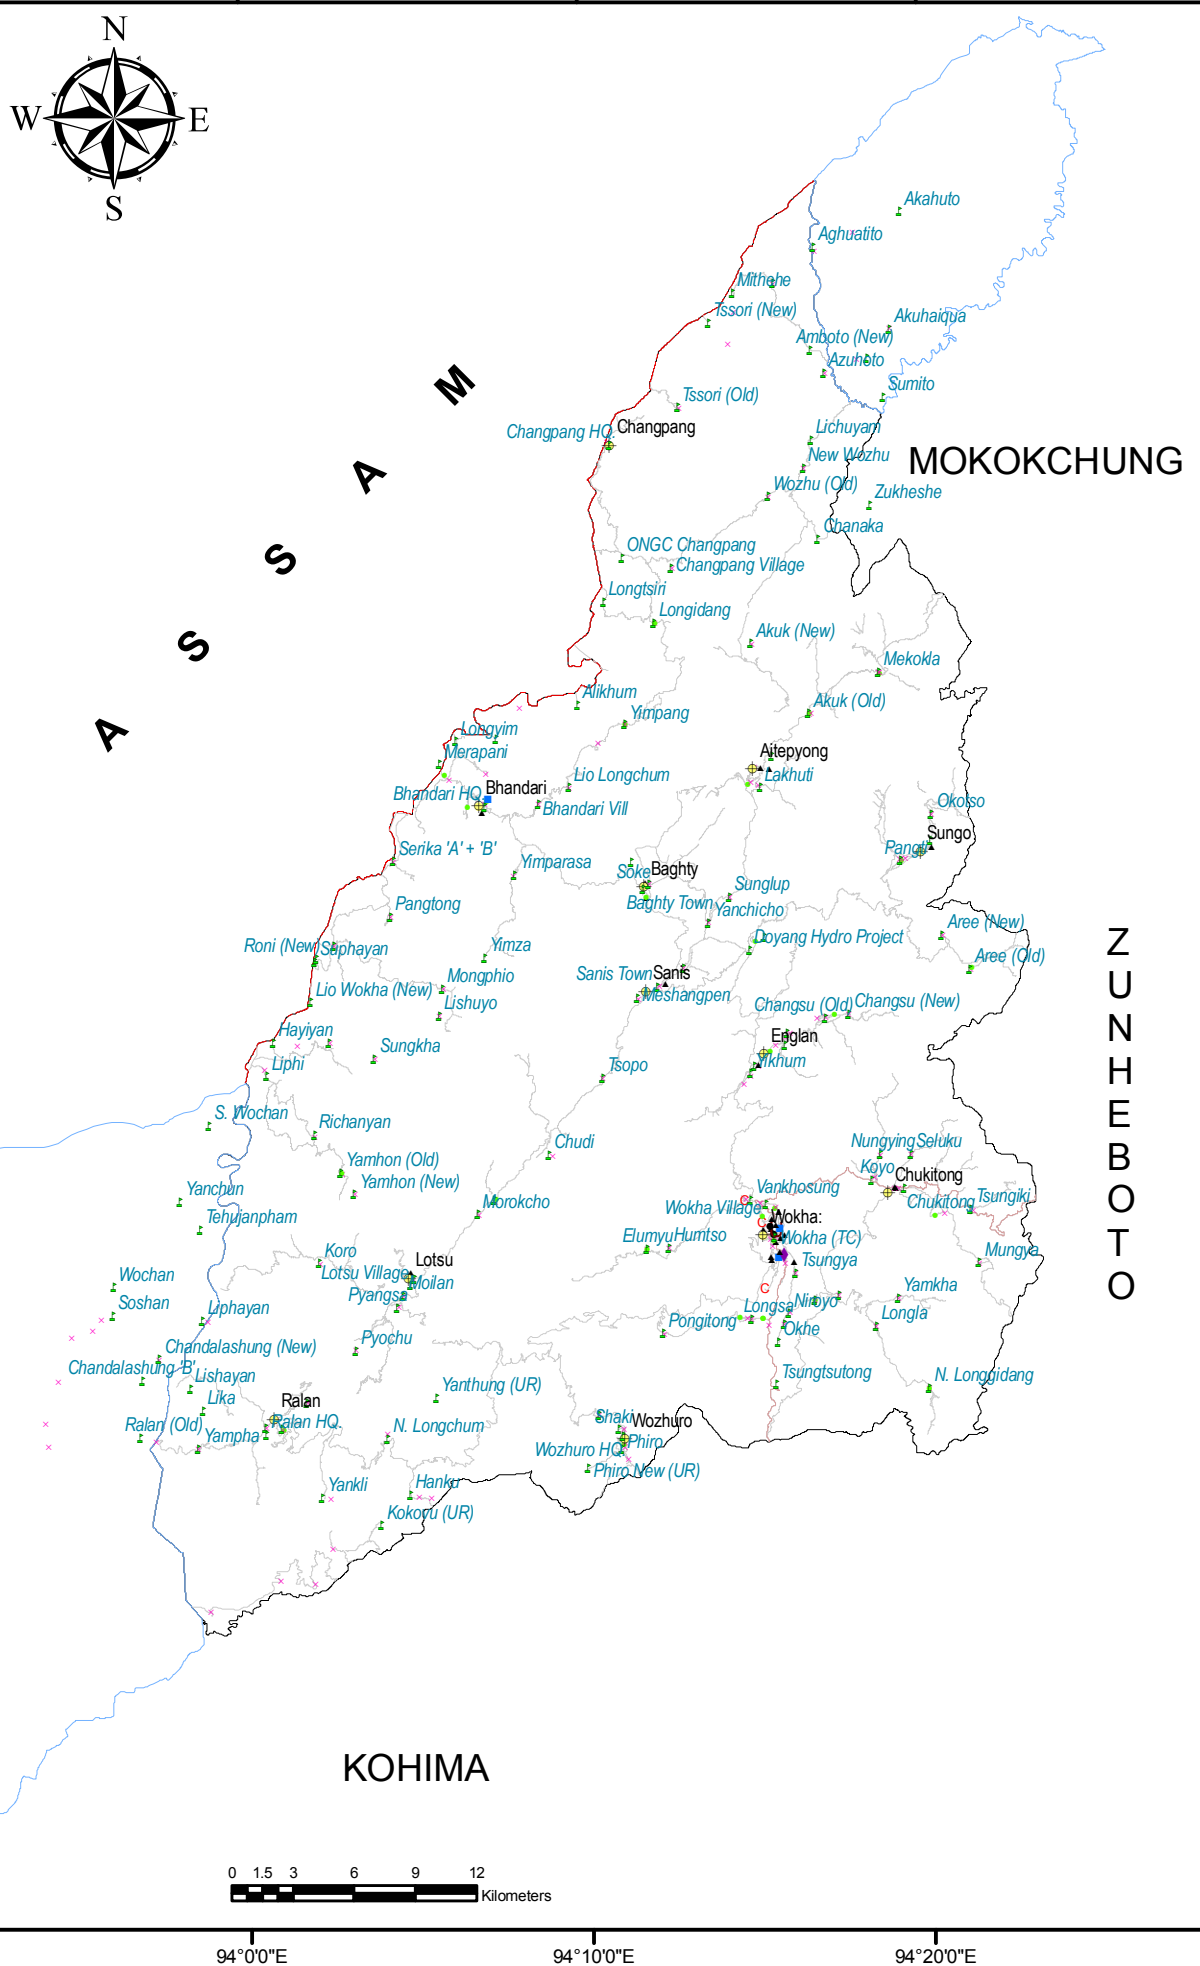 N
W
E
S
Akahuto
Aghuatito
Mithehe
Tssori (New)
Akuhaiqua
Amboto (New)
Azuhoto
Sumito
Tssori (Old)
Changpang HQ.
Changpang
Lichuyam
New Wozhu
MOKOKCHUNG
Wozhu (Old)
Zukheshe
Chanaka
A S S A M
ONGC Changpang
Changpang Village
Longtsiri
Longidang
Akuk (New)
Mekokla
Alikhum
Akuk (Old)
Yimpang
Longyim
Merapani
Aitepyong
Lakhuti
Lio Longchum
Bhandari HQ.
Bhandari
Bhandari Vill
Okotso
Sungo
Pangti
Serika 'A' + 'B'
Yimparasa
Soke
Baghty
Baghty Town
Sunglup
Yanchicho
Pangtong
Aree (New)
Roni (New)
Suphayan
Yimza
Doyang Hydro Project
Aree (Old)
Mongphio
Sanis Town
Sanis
Meshangpen
Lio Wokha (New)
Lishuyo
Changsu (Old)
Changsu (New)
Hayiyan
Sungkha
Englan
Yikhum
Liphi
Tsopo
Z
U
N
H
E
B
O
T
O
S. Wochan
Richanyan
Chudi
Nungying
Seluku
Yamhon (Old)
Yamhon (New)
Koyo
Chukitong
Yanchun
Morokcho
Vankhosung
Chukitong
Tsungiki
Wokha Village
Wokha:
Tehujanpham
Elumyu
Humtso
Wokha (TC)
Koro
Lotsu
Mungya
Lotsu Village
Moilan
Tsungya
Wochan
Pyangsa
Yamkha
Soshan
Liphayan
Longsa
Niroyo
Longla
Pongitong
Okhe
Pyochu
Chandalashung (New)
Chandalashung 'B'
Lishayan
Yanthung (UR)
Tsungtsutong
N. Longgidang
Lika
Ralan
Ralan HQ.
Shaki
Wozhuro
Ralan (Old)
Yampha
N. Longchum
Wozhuro HQ
Phiro
Phiro New (UR)
Yankli
Hanku
Kokovu (UR)
C
C
C
KOHIMA
0 1.5 3 6 9 12
Kilometers
94°0'0"E 94°10'0"E 94°20'0"E